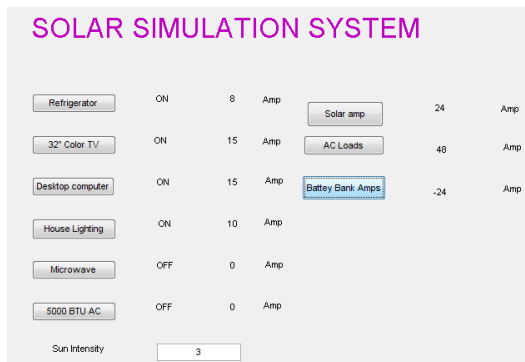 SOLAR SIMULATION SYSTEM
Refrigerator ON 8 Amp Solar amp 24 Amp
32" Color TV ON 15 Amp AC Loads 48 Amp
Desktop computer ON 15 Amp Battey Bank Amps -24 Amp
House Lighting ON 10 Amp
Microwave OFF 0 Amp
5000 BTU AC OFF 0 Amp
Sun Intensity 3